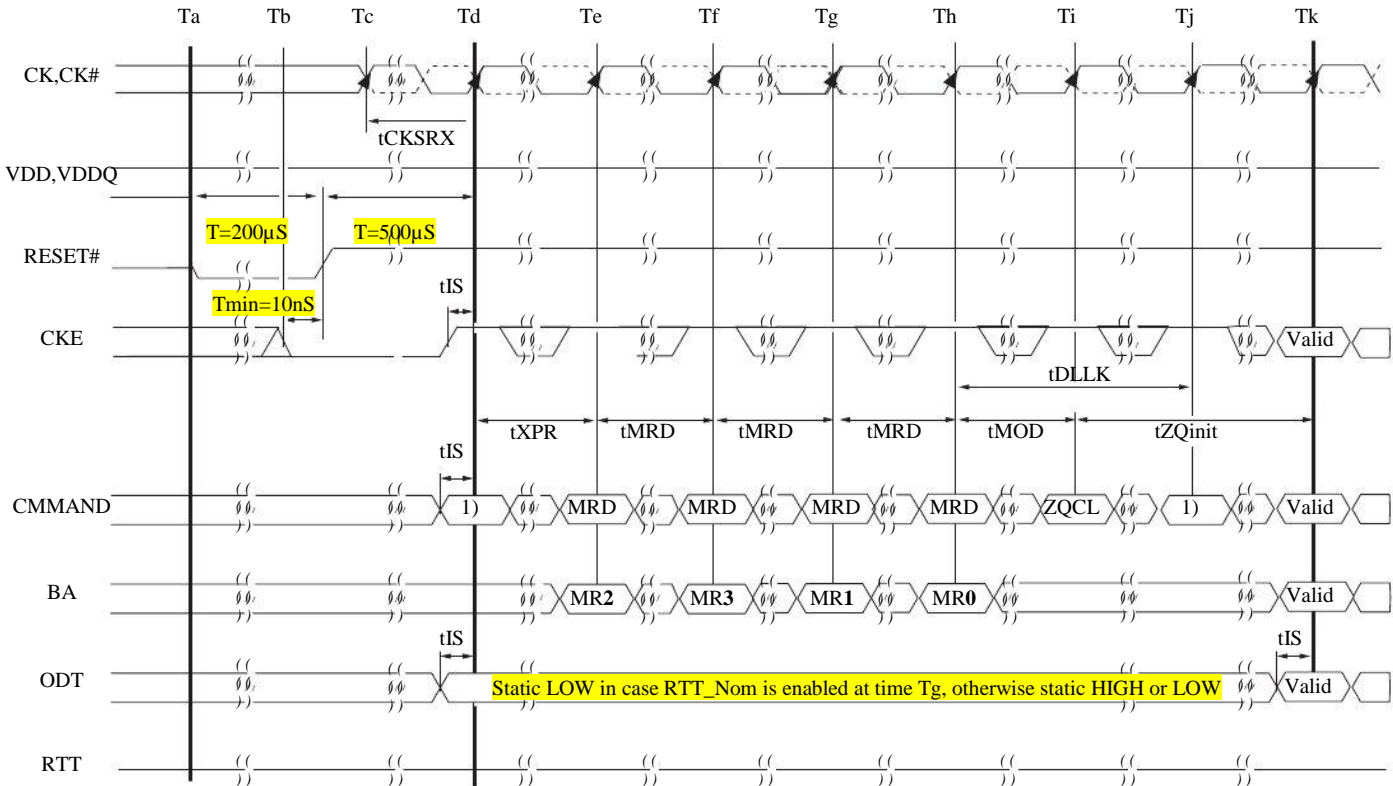 Ta Tb Tc Td Te Tf Tg Th Ti Tj Tk
CK,CK#
tCKSRX
VDD,VDDQ
T=200µS T=500µS
RESET#
tIS
Tmin=10nS
CKE Valid
tDLLK
tXPR tMRD tMRD tMRD tMOD tZQinit
tIS
CMMAND 1) MRD MRD MRD MRD ZQCL 1) Valid
BA MR2 MR3 MR1 MR0 Valid
tIS tIS
ODT Static LOW in case RTT_Nom is enabled at time Tg, otherwise static HIGH or LOW Valid
RTT